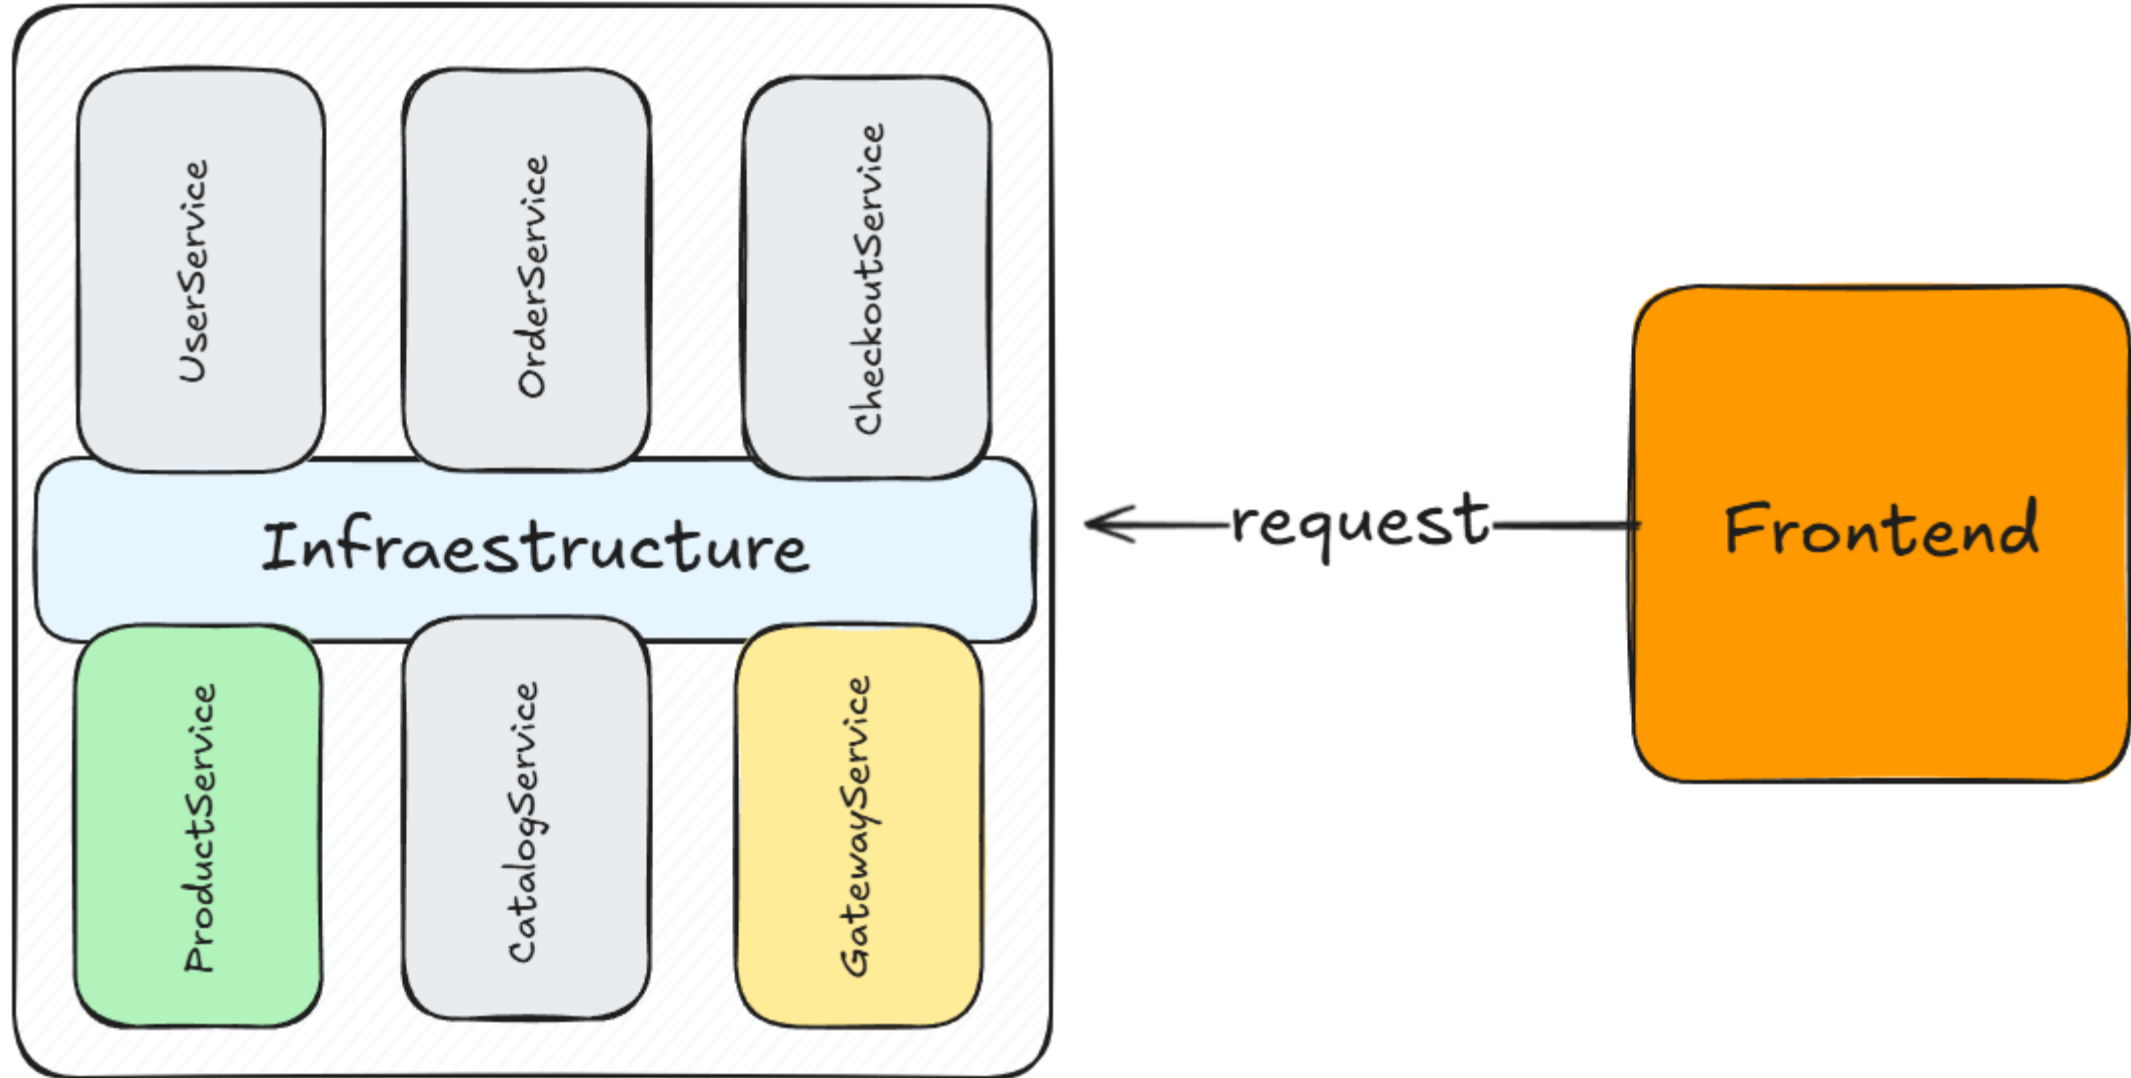 UserService
OrderService
CheckoutService
Infraestructure
request
Frontend
ProductService
CatalogService
GatewayService